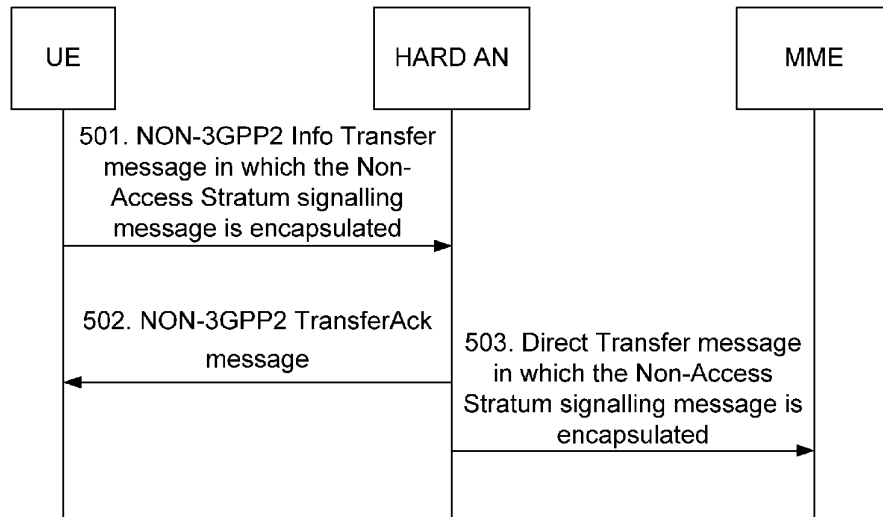 UE
HARD AN
MME
501. NON-3GPP2 Info Transfer
message in which the Non-
Access Stratum signalling
message is encapsulated
502. NON-3GPP2 TransferAck
message
503. Direct Transfer message
in which the Non-Access
Stratum signalling message is
encapsulated